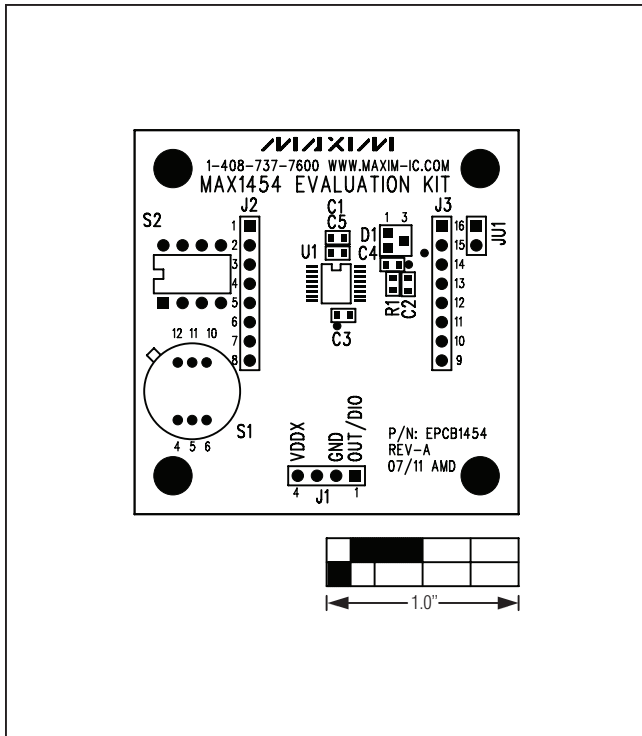 MAXIM
1-408-737-7600 WWW.MAXIM-IC.COM
MAX1454 EVALUATION KIT
S2
J2
1
2
3
4
5
6
7
8
C1
C5
U1
1 3
D1
C4
R1
C2
C3
J3
16
15
14
13
12
11
10
9
JU1
12 11 10
4 5 6
S1
VDDX
GND
OUT/DIO
4 1
J1
P/N: EPCB1454
REV-A
07/11 AMD
1.0"